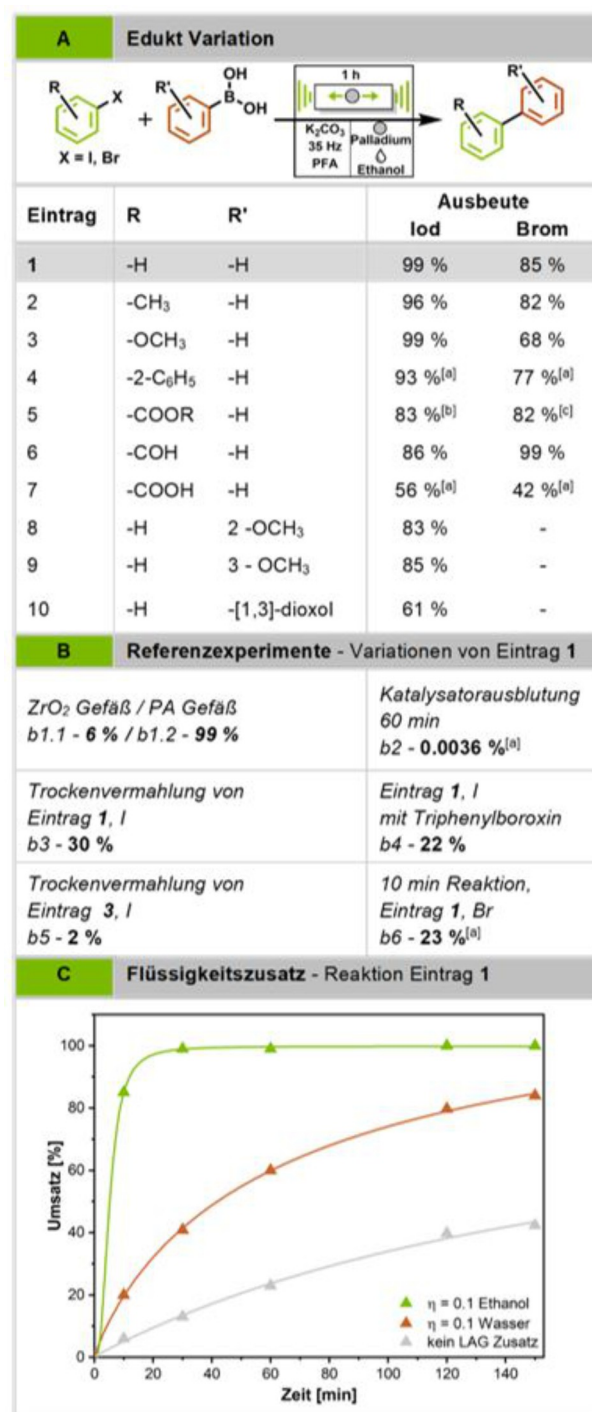 A Edukt Variation
R X + R' OH B OH 1 h R R'
X = I, Br
K₂CO₃
35 Hz
PFA
Palladium
Ethanol
Eintrag R R' Ausbeute
Iod Brom
1 -H -H 99 % 85 %
2 -CH₃ -H 96 % 82 %
3 -OCH₃ -H 99 % 68 %
4 -2-C₆H₅ -H 93 %[a] 77 %[a]
5 -COOR -H 83 %[b] 82 %[c]
6 -COH -H 86 % 99 %
7 -COOH -H 56 %[a] 42 %[a]
8 -H 2 -OCH₃ 83 % -
9 -H 3 - OCH₃ 85 % -
10 -H -[1,3]-dioxol 61 % -
B Referenzexperimente - Variationen von Eintrag 1
ZrO₂ Gefäß / PA Gefäß
b1.1 - 6 % / b1.2 - 99 %
Katalysatorausblutung
60 min
b2 - 0.0036 %[a]
Trockenvermahlung von
Eintrag 1, I
b3 - 30 %
Eintrag 1, I
mit Triphenylboroxin
b4 - 22 %
Trockenvermahlung von
Eintrag 3, I
b5 - 2 %
10 min Reaktion,
Eintrag 1, Br
b6 - 23 %[a]
C Flüssigkeitszusatz - Reaktion Eintrag 1
Umsatz [%]
100
80
60
40
20
0
η = 0.1 Ethanol
η = 0.1 Wasser
kein LAG Zusatz
0 20 40 60 80 100 120 140
Zeit [min]